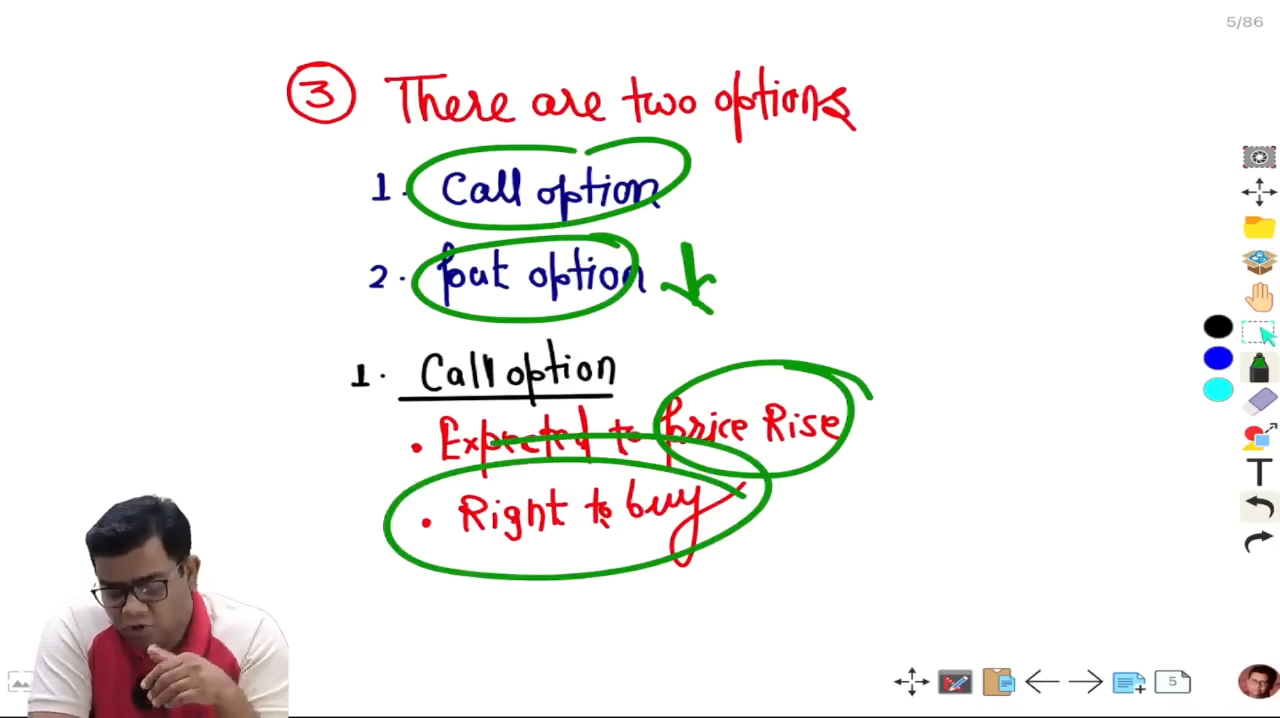 5/86
③ There are two options
1. Call option
2. put option
1. Call option
• Expected to price Rise
• Right to buy
T
5